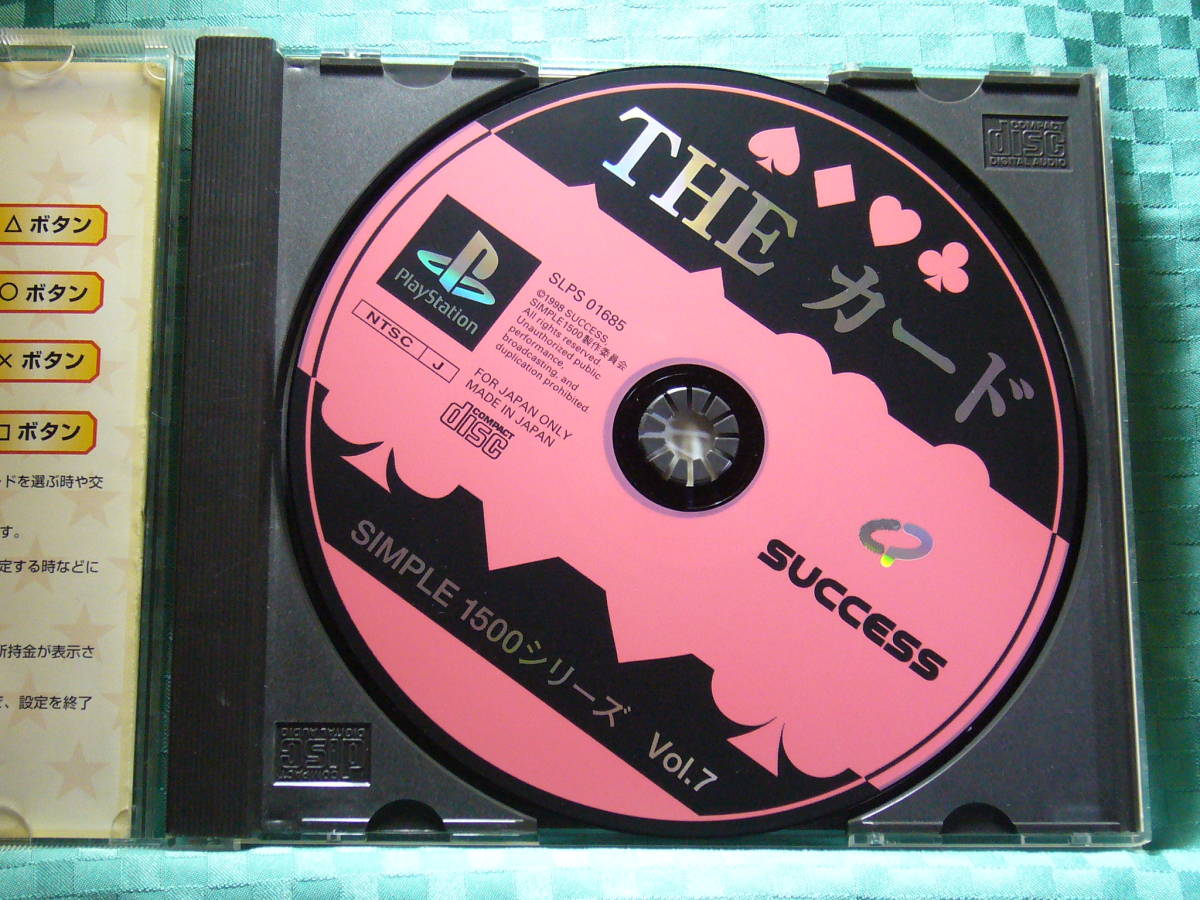 △ ボタン
○ ボタン
× ボタン
□ ボタン
ードを選ぶ時や交
す。
定する時などに
所持金が表示さ
、設定を終了
THE カード
PlayStation
NTSC J
SLPS 01685
©1998 SUCCESS,
SIMPLE1500製作委員会
All rights reserved.
Unauthorized public
performance,
broadcasting, and
duplication prohibited.
FOR JAPAN ONLY
MADE IN JAPAN
COMPACT
disc
SUCCESS
SIMPLE 1500シリーズ Vol.7
COMPACT
disc
DIGITAL AUDIO
COMPACT
disc
DIGITAL AUDIO